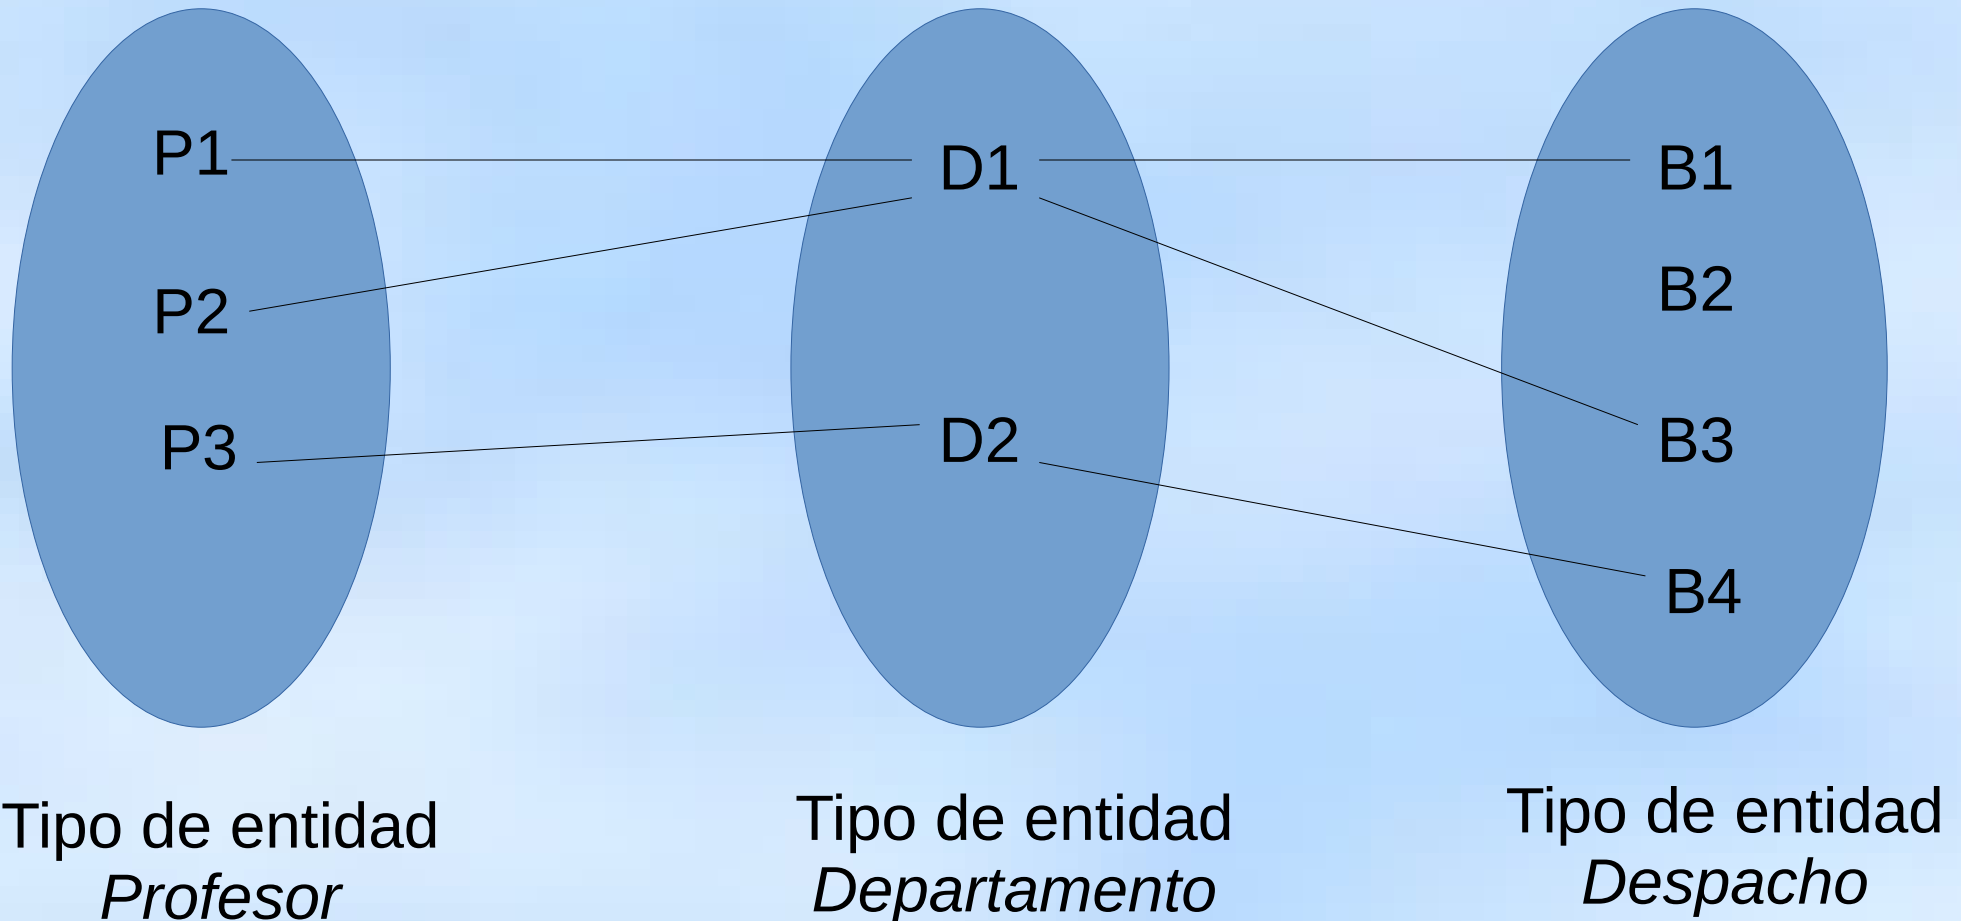 P1
P2
P3
D1
D2
B1
B2
B3
B4
Tipo de entidad
Profesor
Tipo de entidad
Departamento
Tipo de entidad
Despacho